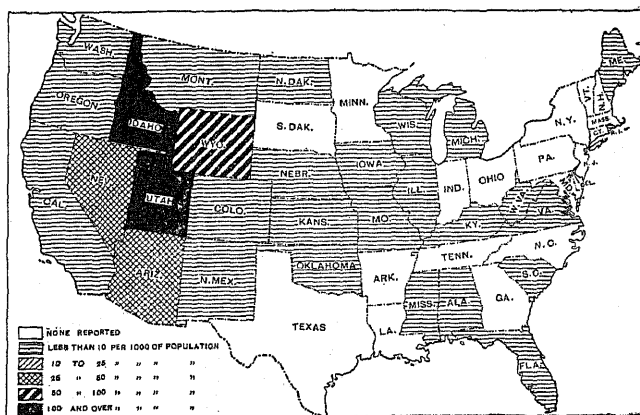 WASH.
MONT.
N. DAK.
MINN.
ME.
VT.
N.H.
OREGON.
IDAHO
WYO.
S. DAK.
WIS.
MICH.
N.Y.
MASS
CT.
NEBR.
IOWA
PA.
NEV.
UTAH
COLO.
ILL.
IND.
OHIO
CAL.
KANS.
MO.
KY.
W.VA.
VA.
ARIZ.
N. MEX.
OKLAHOMA
ARK.
TENN.
N.C.
S.C.
TEXAS
LA.
MISS.
ALA.
GA.
FLA.
NONE REPORTED
LESS THAN 10 PER 1000 OF POPULATION
10 TO 25 " " " "
25 " 50 " " " "
50 " 100 " " " "
100 AND OVER " " " "